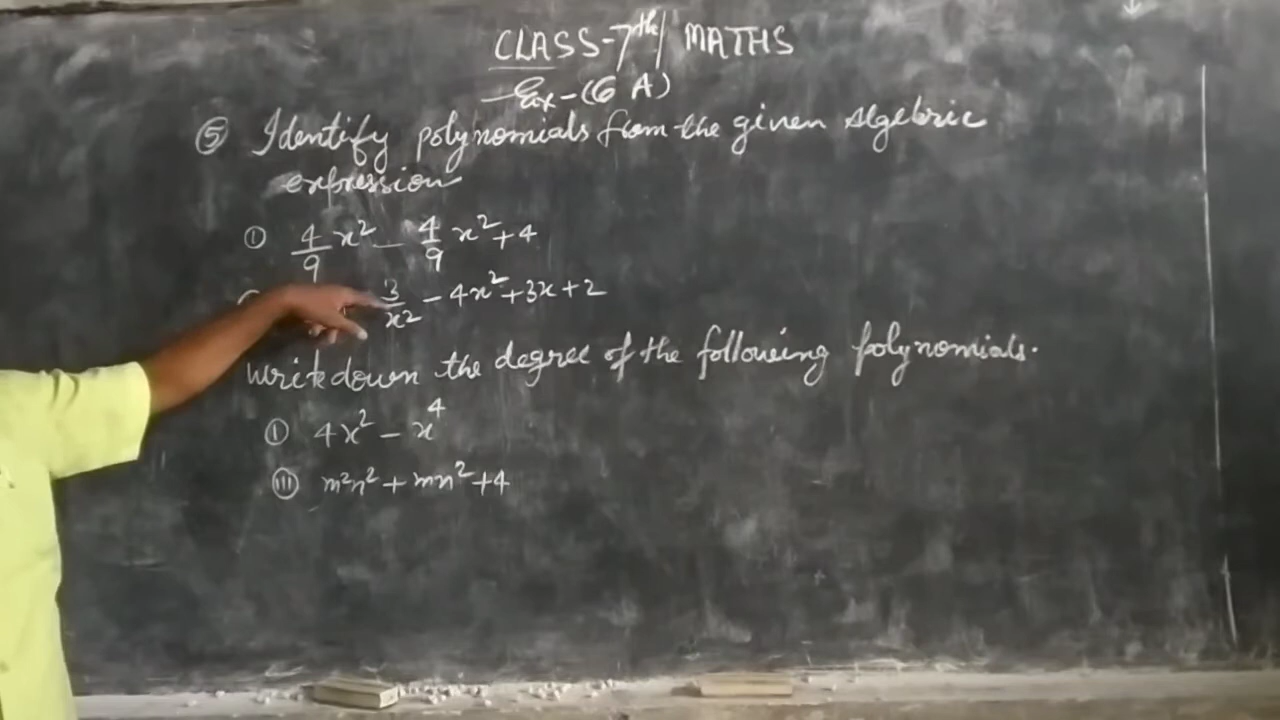 CLASS-7th/ MATHS
Ex-(6 A)
⑤ Identify polynomials from the given algebric
expression
① 4/9 x² - 4/9 x² + 4
3/x² - 4x² + 3x + 2
Write down the degree of the following polynomials.
① 4x² - x⁴
(iii) m²n² + mn² + 4